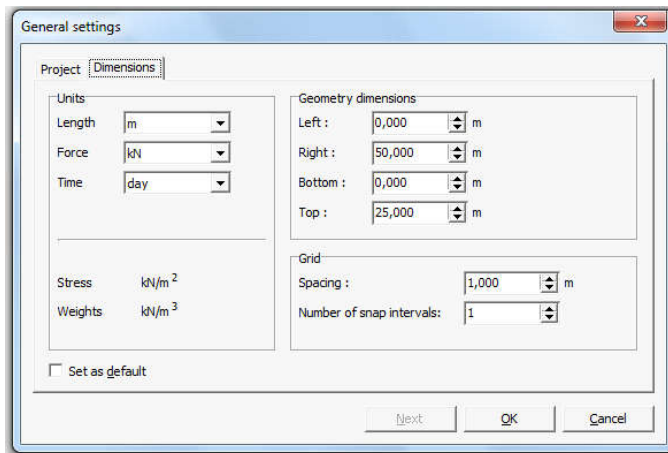 General settings
Project Dimensions
Units
Length m
Force kN
Time day
Stress kN/m 2
Weights kN/m 3
Set as default
Geometry dimensions
Left : 0,000 m
Right : 50,000 m
Bottom : 0,000 m
Top : 25,000 m
Grid
Spacing : 1,000 m
Number of snap intervals: 1
Next OK Cancel